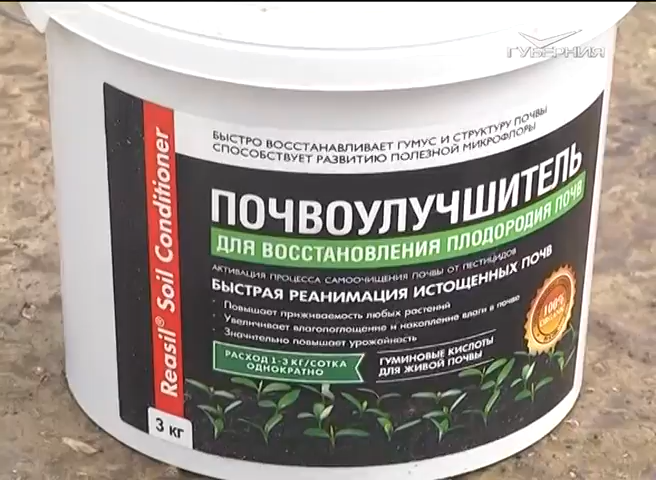 ГУБЕРНИЯ
БЫСТРО ВОССТАНАВЛИВАЕТ ГУМУС И СТРУКТУРУ ПОЧВЫ
СПОСОБСТВУЕТ РАЗВИТИЮ ПОЛЕЗНОЙ МИКРОФЛОРЫ
Reasil® Soil Conditioner
ПОЧВОУЛУЧШИТЕЛЬ
ДЛЯ ВОССТАНОВЛЕНИЯ ПЛОДОРОДИЯ ПОЧВ
АКТИВАЦИЯ ПРОЦЕССА САМООЧИЩЕНИЯ ПОЧВЫ ОТ ПЕСТИЦИДОВ
БЫСТРАЯ РЕАНИМАЦИЯ ИСТОЩЕННЫХ ПОЧВ
· Повышает приживаемость любых растений
· Увеличивает влагопоглощение и накопление влаги в почве
· Значительно повышает урожайность
100%
РАСХОД 1-3 КГ/СОТКА
ОДНОКРАТНО
ГУМИНОВЫЕ КИСЛОТЫ
ДЛЯ ЖИВОЙ ПОЧВЫ
3 кг